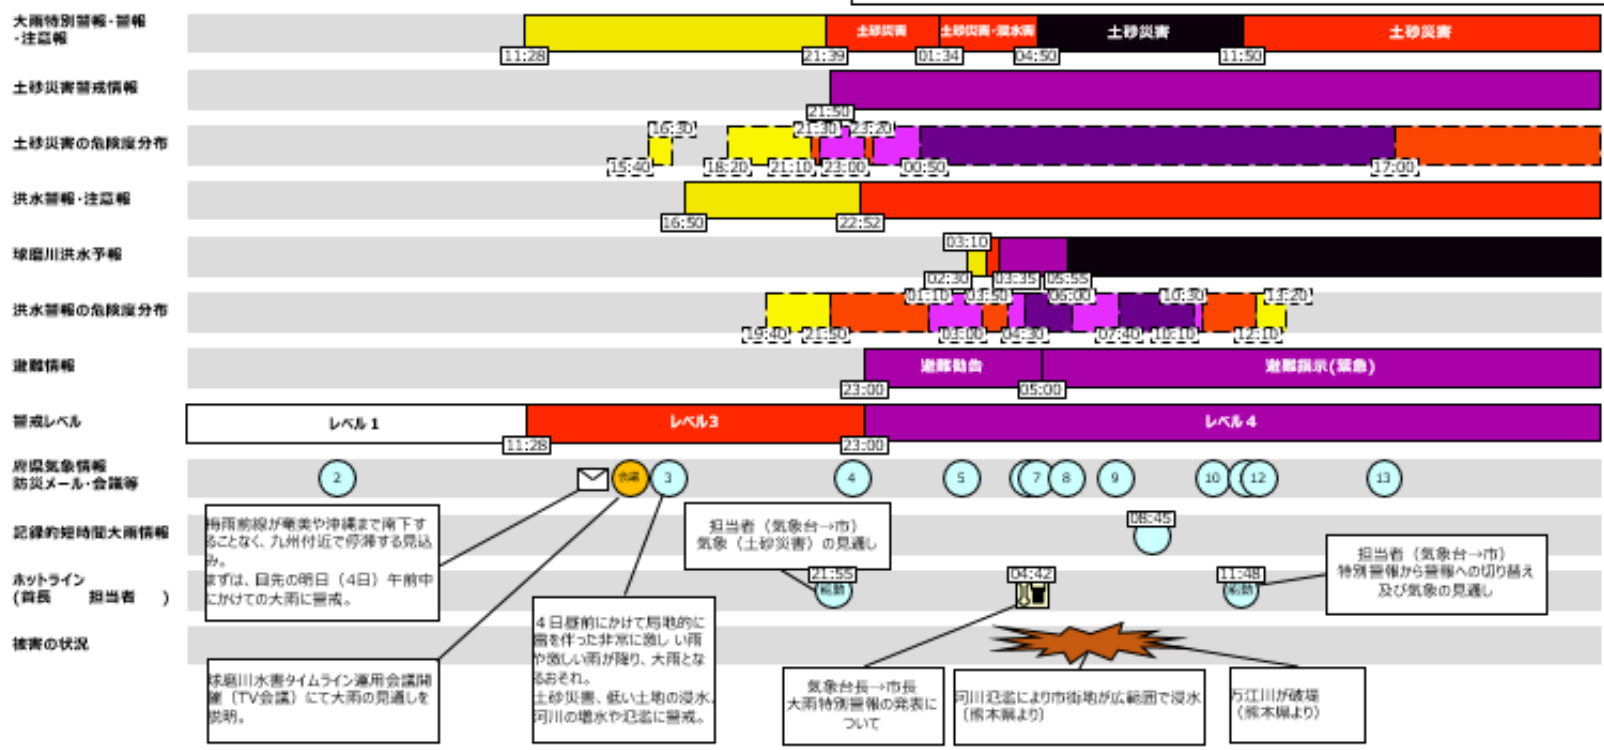 大雨特別警報・警報
・注意報
土砂災害
土砂災害・浸水害
土砂災害
土砂災害
11:28
21:39
01:34
04:50
11:50
土砂災害警戒情報
21:50
土砂災害の危険度分布
16:30
21:30
23:20
15:40
18:20
21:10
23:00
00:50
17:00
洪水警報・注意報
16:50
22:52
球磨川洪水予報
03:10
02:30
03:35
05:55
洪水警報の危険度分布
01:10
03:50
06:00
10:30
13:20
19:40
21:50
03:00
04:30
07:40
10:10
12:10
避難情報
避難勧告
避難指示(緊急)
23:00
05:00
警戒レベル
レベル1
レベル3
レベル4
11:28
23:00
府県気象情報
防災メール・会議等
2
会議
3
4
5
7
8
9
10
12
13
梅雨前線が奄美や沖縄まで南下す
ることなく、九州付近で停滞する見込
み。
まずは、目先の明日（4日）午前中
にかけての大雨に警戒。
担当者（気象台→市）
気象（土砂災害）の見通し
記録的短時間大雨情報
08:45
担当者（気象台→市）
特別警報から警報への切り替え
及び気象の見通し
ホットライン
(首長　担当者　)
21:55
04:42
11:48
4日昼前にかけて局地的に
雷を伴った非常に激しい雨
や激しい雨が降り、大雨とな
るおそれ。
土砂災害、低い土地の浸水、
河川の増水や氾濫に警戒。
被害の状況
球磨川水害タイムライン運用会議開
催（TV会議）にて大雨の見通しを
説明。
気象台長→市長
大雨特別警報の発表に
ついて
河川氾濫により市街地が広範囲で浸水
（熊本県より）
万江川が破堤
（熊本県より）